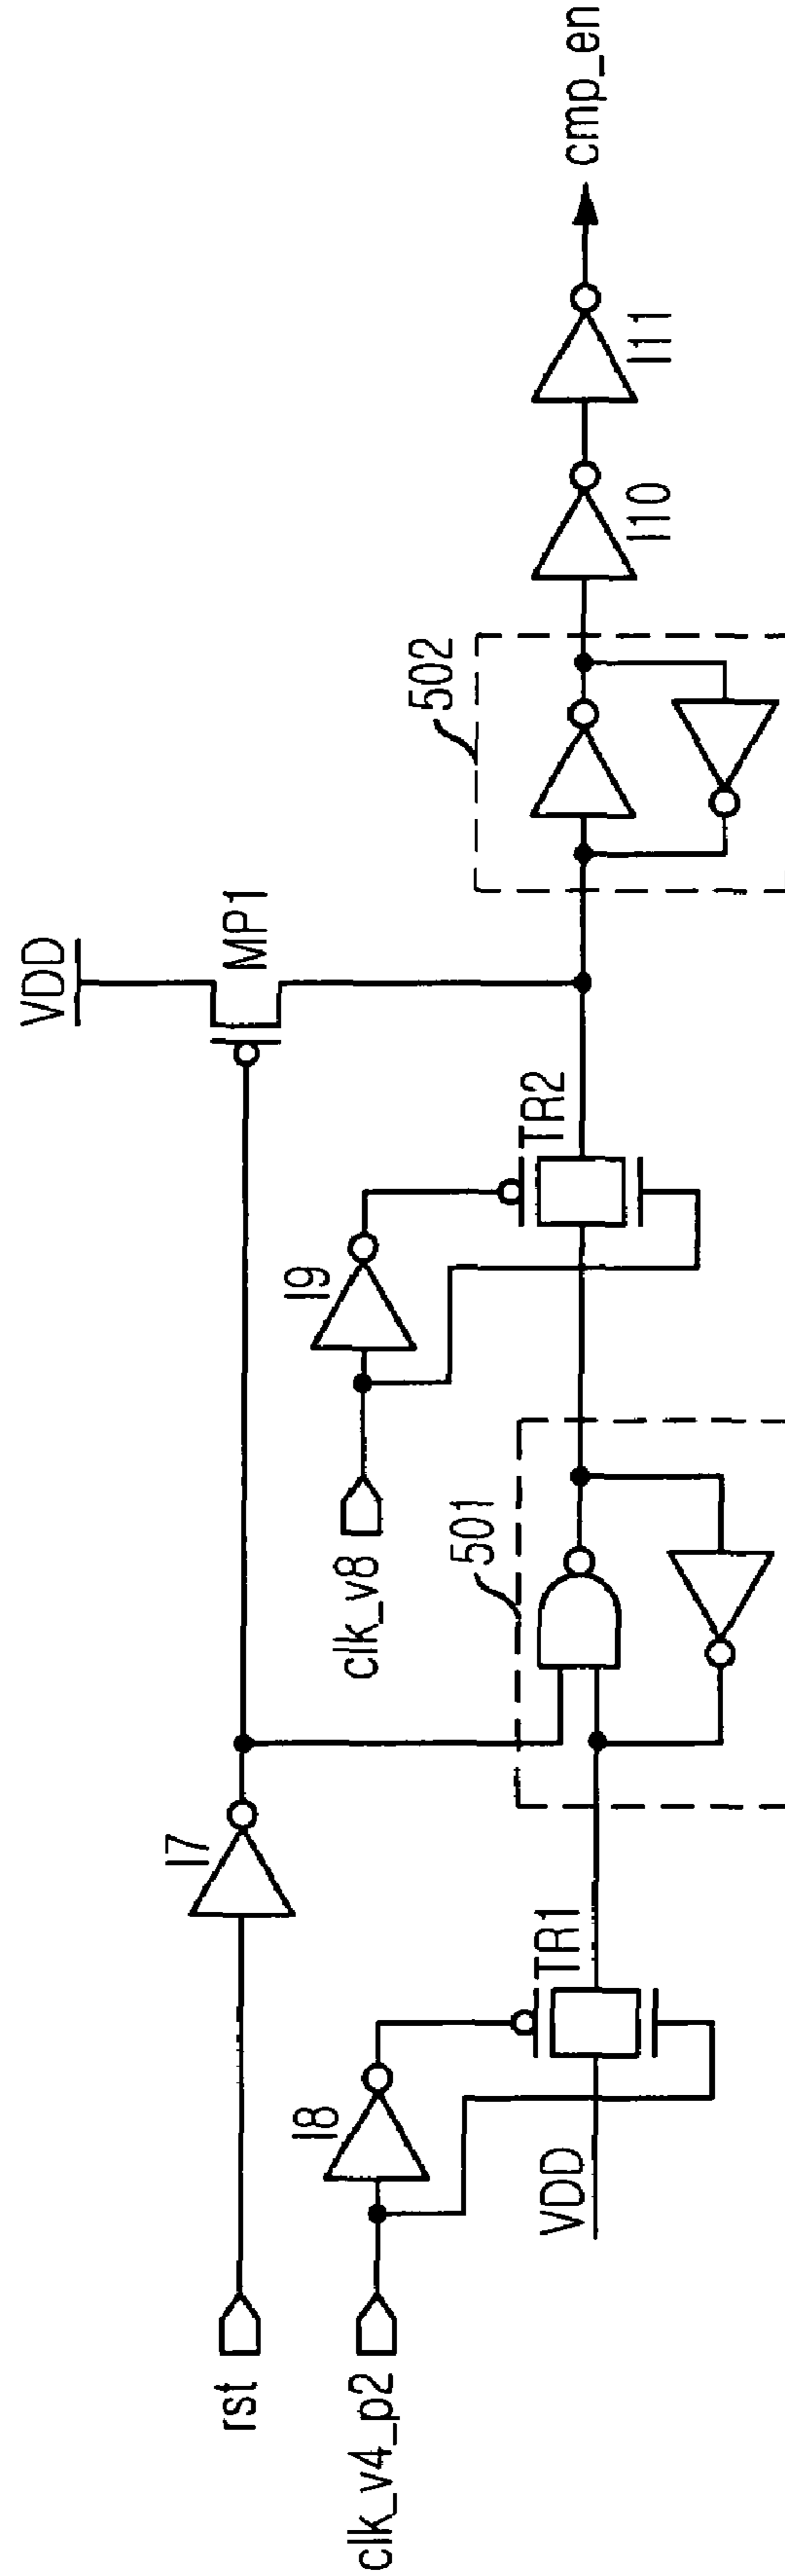 rst
I7
VDD
MP1
clk_v4_p2
I8
TR1
VDD
501
clk_v8
I9
TR2
502
I10
I11
cmp_en